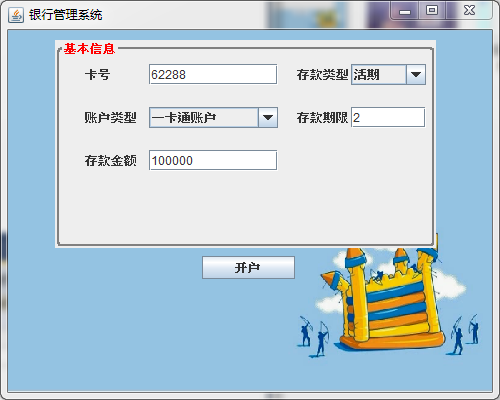 银行管理系统
基本信息
卡号 62288 存款类型 活期
账户类型 一卡通账户 存款期限 2
存款金额 100000
开户